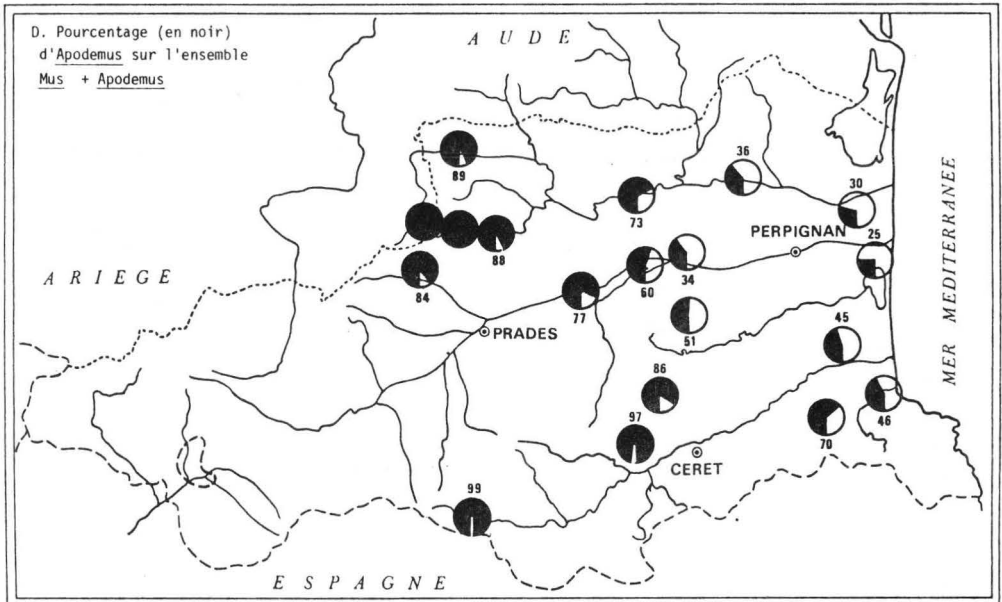 D. Pourcentage (en noir)
d'Apodemus sur l'ensemble
Mus + Apodemus
A U D E
36
89
30
73
PERPIGNAN
25
88
A R I E G E
84
60
34
77
PRADES
51
45
MER MEDITERRANEE
86
97
46
70
CERET
99
E S P A G N E